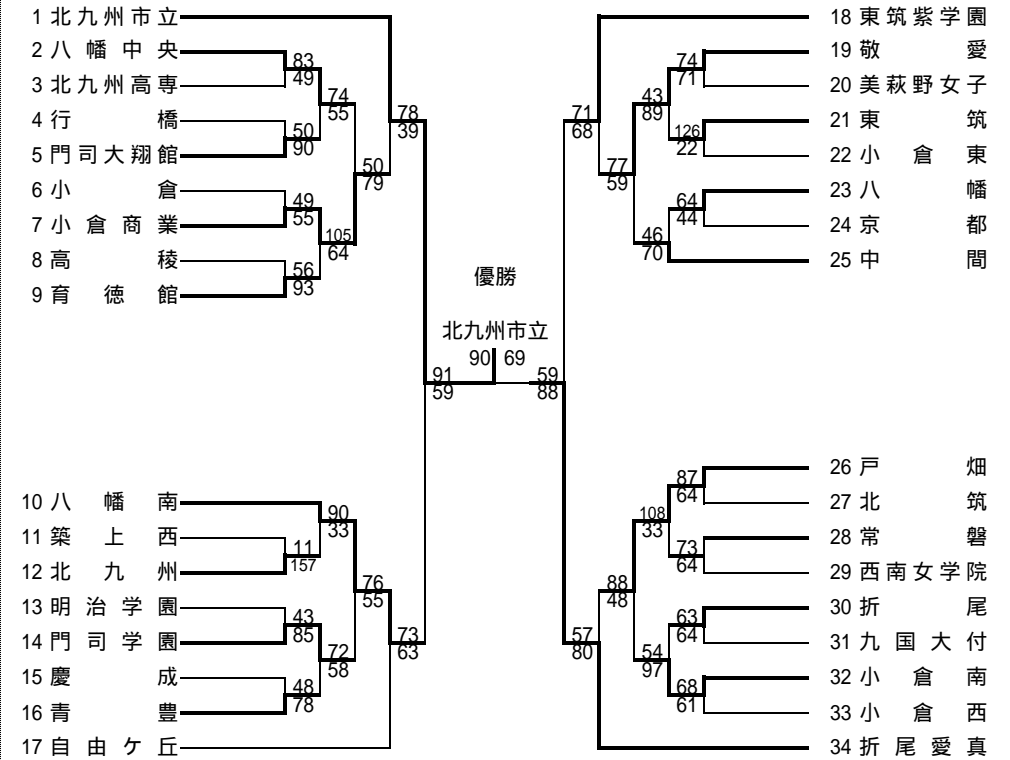 1 北九州市立
2 八幡中央
3 北九州高専
4 行橋
5 門司大翔館
6 小倉
7 小倉商業
8 高稜
9 育徳館
83
49
50
90
49
55
56
93
74
55
105
64
50
79
78
39
10 八幡南
11 築上西
12 北九州
13 明治学園
14 門司学園
15 慶成
16 青豊
17 自由ケ丘
11
157
43
85
48
78
90
33
72
58
76
55
73
63
91
59
優勝
北九州市立
90 69
59
88
18 東筑紫学園
19 敬愛
20 美萩野女子
21 東筑
22 小倉東
23 八幡
24 京都
25 中間
74
71
126
22
64
44
43
89
46
70
77
59
71
68
26 戸畑
27 北筑
28 常磐
29 西南女学院
30 折尾
31 九国大付
32 小倉南
33 小倉西
34 折尾愛真
87
64
73
64
63
64
68
61
108
33
54
97
88
48
57
80